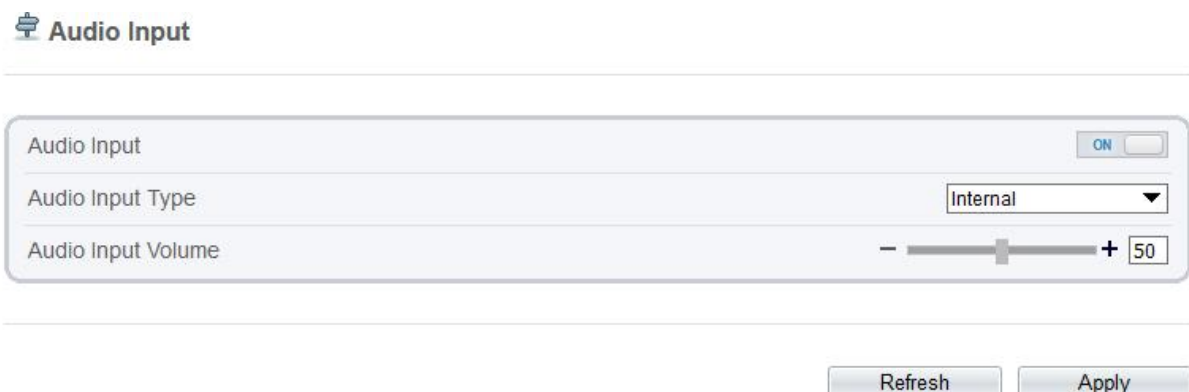 Audio Input
Audio Input ON
Audio Input Type Internal
Audio Input Volume − + 50
Refresh Apply